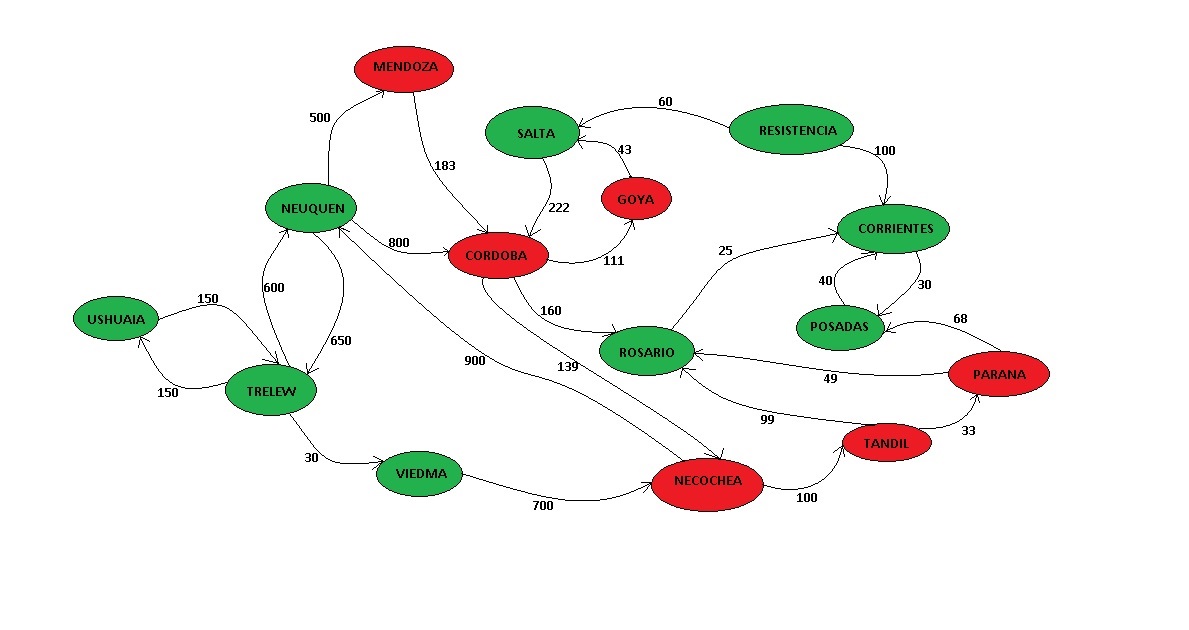 MENDOZA
500
60
SALTA
RESISTENCIA
43
100
183
GOYA
NEUQUEN
222
CORRIENTES
800
CORDOBA
111
25
600
40
30
150
160
USHUAIA
POSADAS
68
650
ROSARIO
900
139
PARANA
49
150
TRELEW
99
33
TANDIL
30
VIEDMA
NECOCHEA
700
100